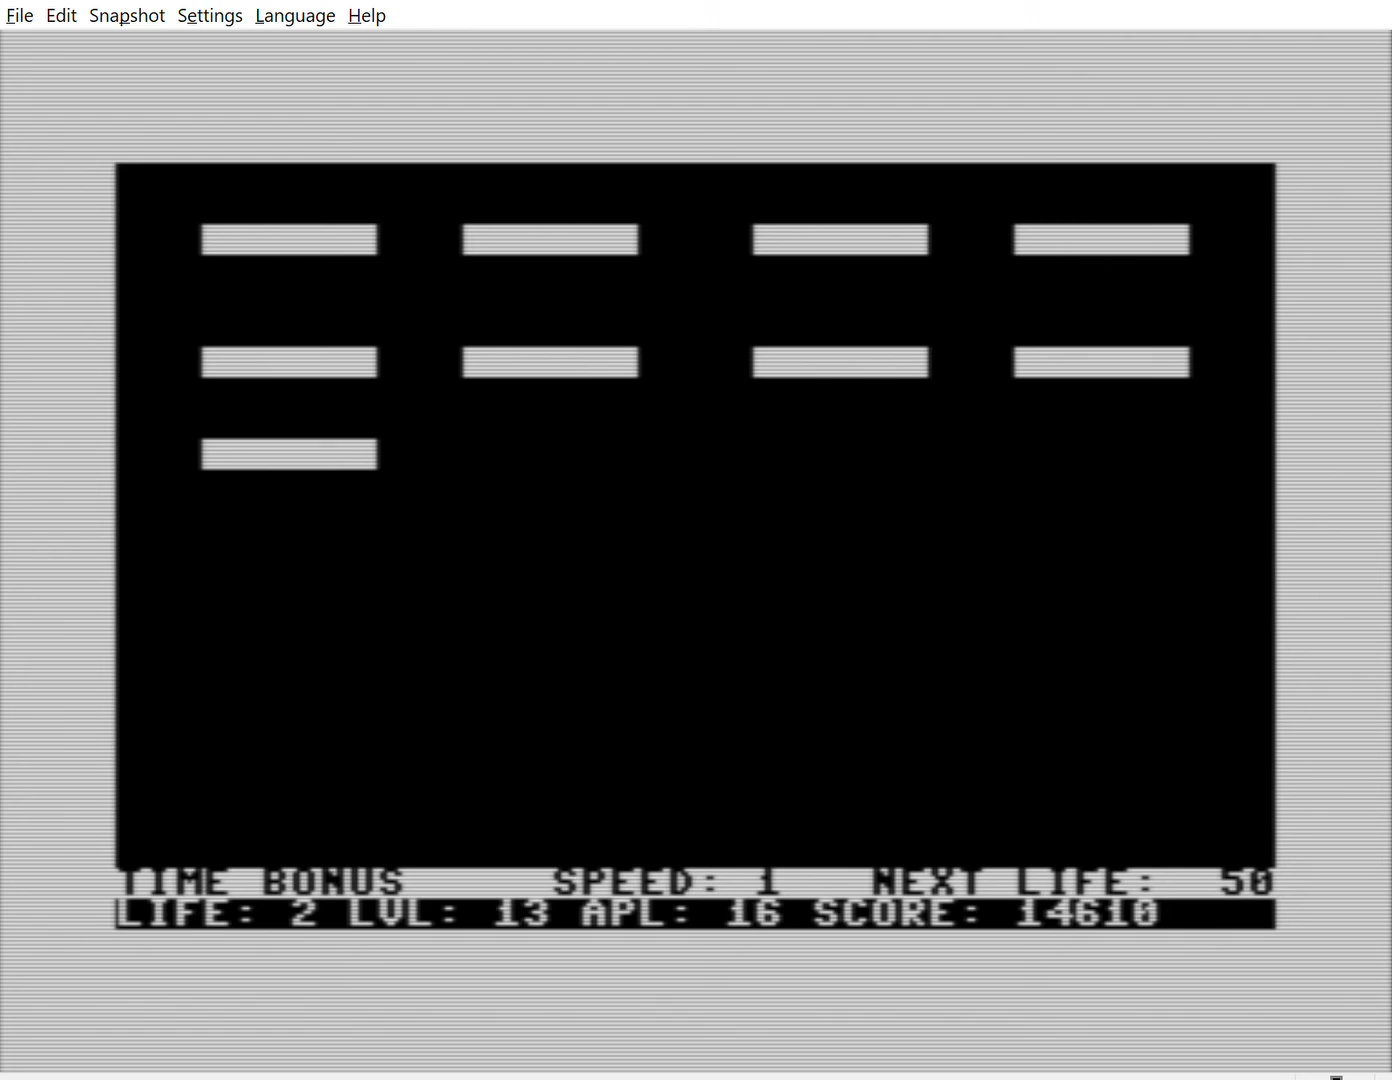 File Edit Snapshot Settings Language Help
TIME BONUS SPEED: 1 NEXT LIFE: 50
LIFE: 2 LVL: 13 APL: 16 SCORE: 14610